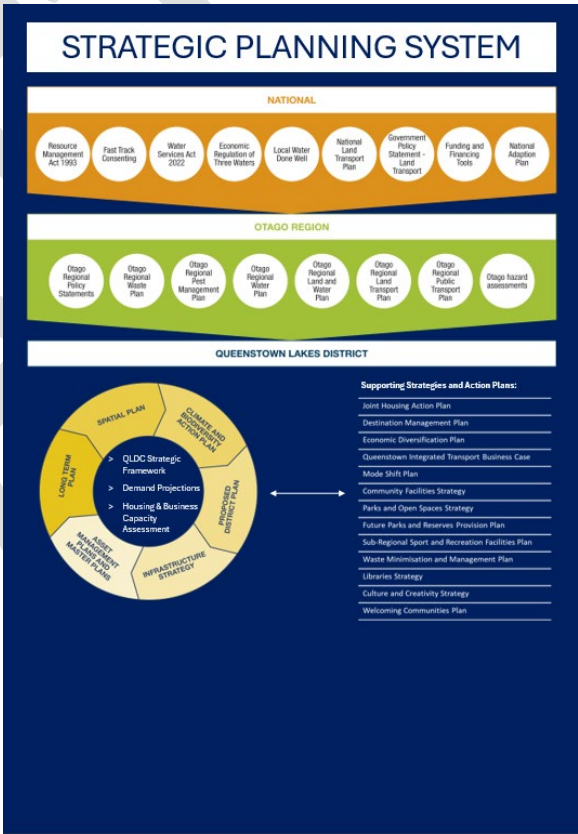 STRATEGIC PLANNING SYSTEM
NATIONAL
Resource
Management
Act 1993
Fast Track
Consenting
Water
Services Act
2022
Economic
Regulation of
Three Waters
Local Water
Done Well
National
Land
Transport
Plan
Government
Policy
Statement -
Land
Transport
Funding and
Financing
Tools
National
Adaption
Plan
OTAGO REGION
Otago
Regional
Policy
Statements
Otago
Regional
Waste
Plan
Otago
Regional Pest
Management
Plan
Otago
Regional
Water
Plan
Otago
Regional
Land and
Water
Plan
Otago
Regional
Land
Transport
Plan
Otago
Regional
Public
Transport
Plan
Otago hazard
assessments
QUEENSTOWN LAKES DISTRICT
SPATIAL PLAN
CLIMATE AND
BIODIVERSITY
ACTION PLAN
PROPOSED
DISTRICT PLAN
INFRASTRUCTURE
STRATEGY
ASSET
MANAGEMENT
PLANS AND
MASTER PLANS
LONG TERM
PLAN
> QLDC Strategic
Framework
> Demand Projections
> Housing & Business
Capacity
Assessment
Supporting Strategies and Action Plans:
Joint Housing Action Plan
Destination Management Plan
Economic Diversification Plan
Queenstown Integrated Transport Business Case
Mode Shift Plan
Community Facilities Strategy
Parks and Open Spaces Strategy
Future Parks and Reserves Provision Plan
Sub-Regional Sport and Recreation Facilities Plan
Waste Minimisation and Management Plan
Libraries Strategy
Culture and Creativity Strategy
Welcoming Communities Plan